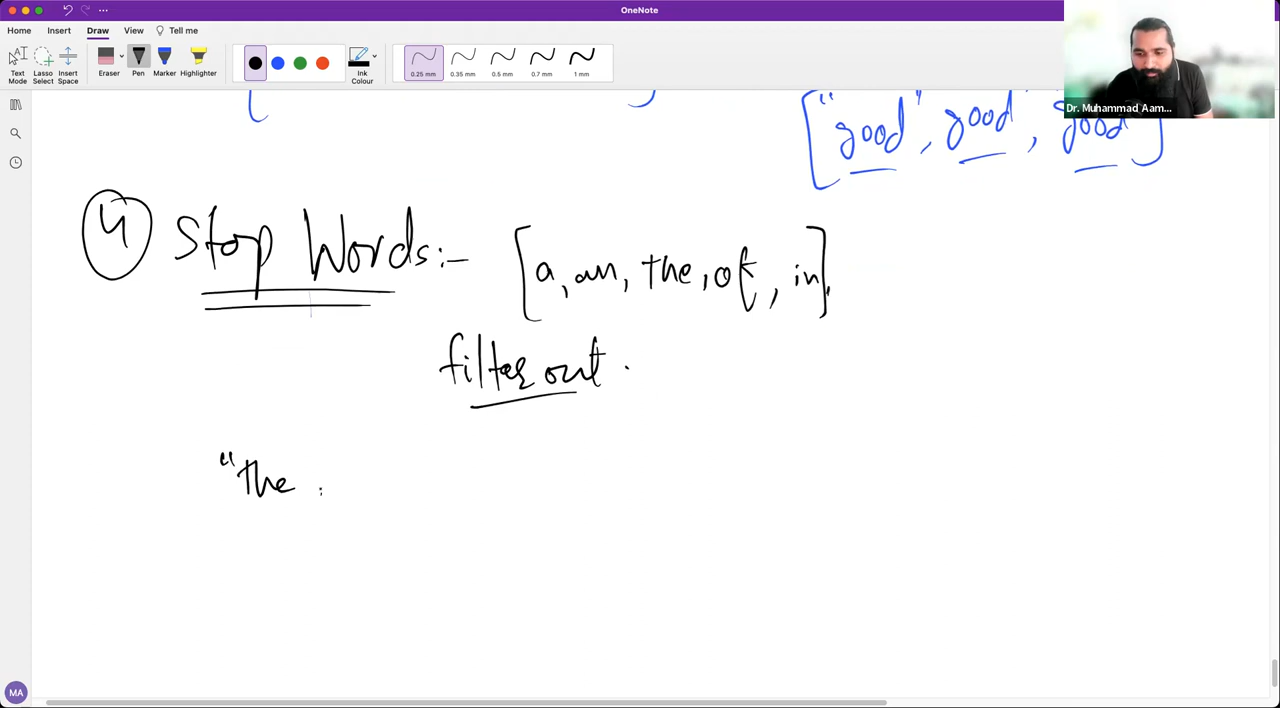 OneNote
Home Insert Draw View Tell me
Text Mode Lasso Select Insert Space Eraser Pen Marker Highlighter 0.25 mm 0.35 mm 0.5 mm 0.7 mm 1 mm Ink Colour
Dr. Muhammad Aam...
["good", good, good]
4 Stop Words:- [a, an, the, of, in],
filter out.
"The
MA